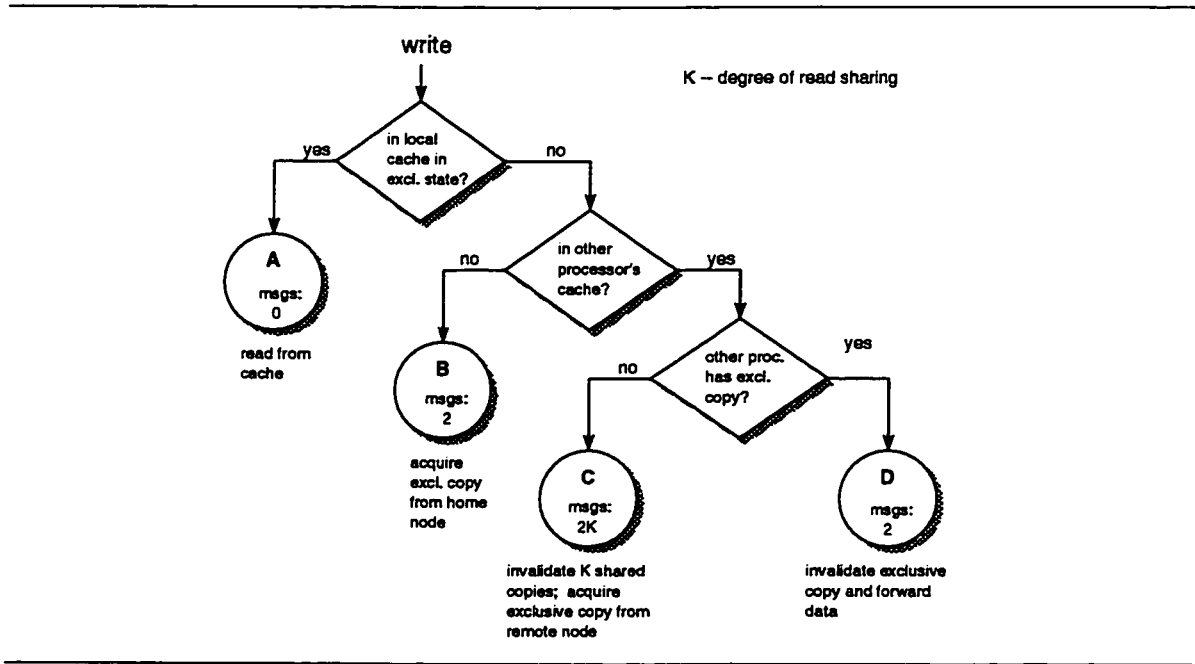 write
K -- degree of read sharing
in local
cache in
excl. state?
yes
no
A
msgs:
0
read from
cache
in other
processor's
cache?
no
yes
B
msgs:
2
acquire
excl. copy
from home
node
other proc.
has excl.
copy?
no
yes
C
msgs:
2K
invalidate K shared
copies; acquire
exclusive copy from
remote node
D
msgs:
2
invalidate exclusive
copy and forward
data